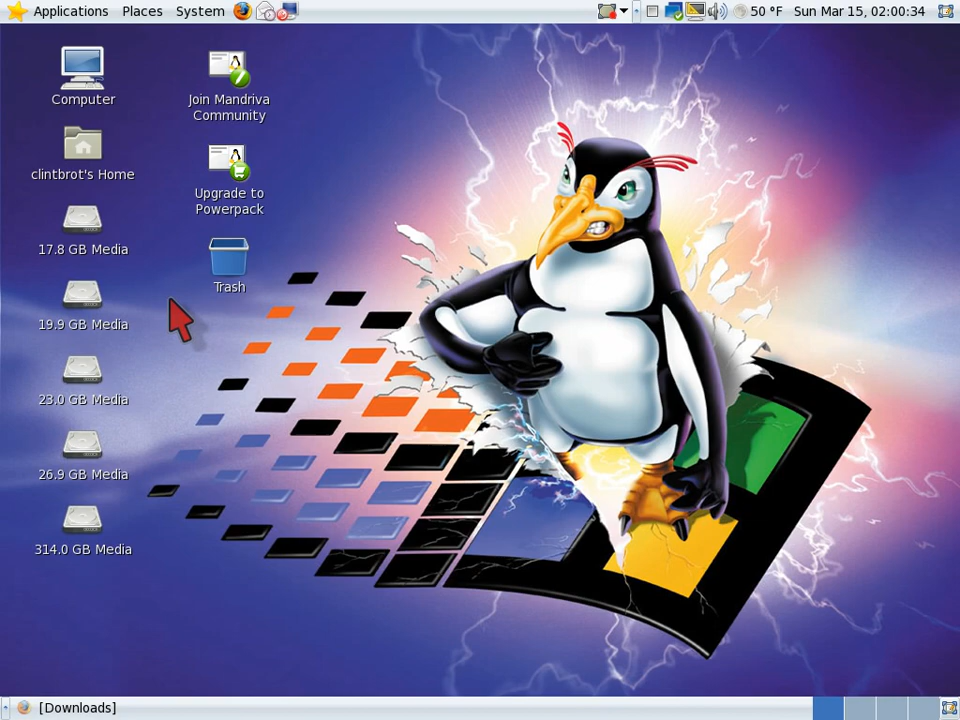 Applications Places System 50 °F Sun Mar 15, 02:00:34
Computer
clintbrot's Home
17.8 GB Media
19.9 GB Media
23.0 GB Media
26.9 GB Media
314.0 GB Media
Join Mandriva
Community
Upgrade to
Powerpack
Trash
[Downloads]